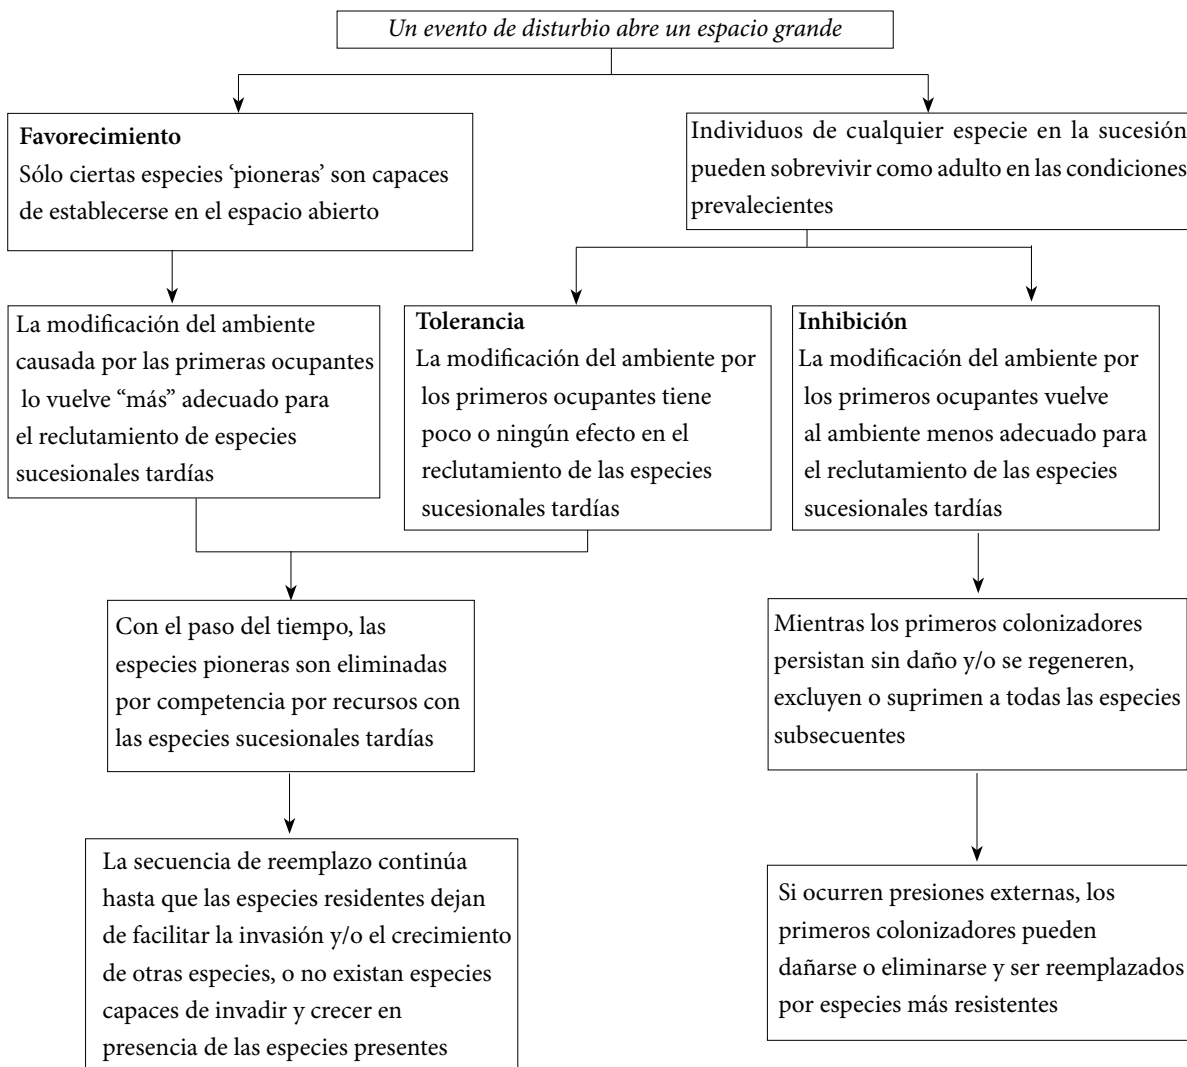 Un evento de disturbio abre un espacio grande
Favorecimiento
Sólo ciertas especies ‘pioneras’ son capaces
de establecerse en el espacio abierto
Individuos de cualquier especie en la sucesión
pueden sobrevivir como adulto en las condiciones
prevalecientes
La modificación del ambiente
causada por las primeras ocupantes
lo vuelve “más” adecuado para
el reclutamiento de especies
sucesionales tardías
Tolerancia
La modificación del ambiente por
los primeros ocupantes tiene
poco o ningún efecto en el
reclutamiento de las especies
sucesionales tardías
Inhibición
La modificación del ambiente por
los primeros ocupantes vuelve
al ambiente menos adecuado para
el reclutamiento de las especies
sucesionales tardías
Con el paso del tiempo, las
especies pioneras son eliminadas
por competencia por recursos con
las especies sucesionales tardías
Mientras los primeros colonizadores
persistan sin daño y/o se regeneren,
excluyen o suprimen a todas las especies
subsecuentes
La secuencia de reemplazo continúa
hasta que las especies residentes dejan
de facilitar la invasión y/o el crecimiento
de otras especies, o no existan especies
capaces de invadir y crecer en
presencia de las especies presentes
Si ocurren presiones externas, los
primeros colonizadores pueden
dañarse o eliminarse y ser reemplazados
por especies más resistentes